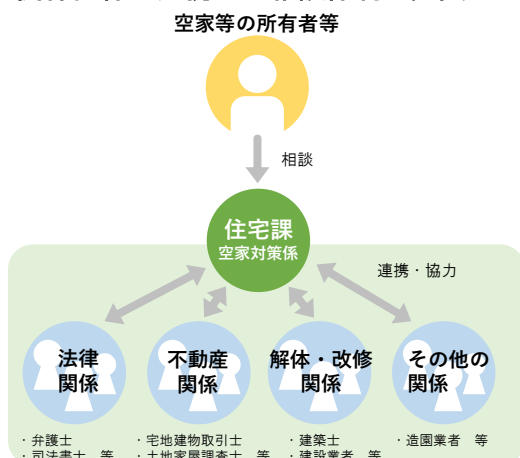 空家等の所有者等
相談
住宅課
空家対策係
連携・協力
法律
関係
不動産
関係
解体・改修
関係
その他の
関係
・弁護士
・司法書士 等
・宅地建物取引士
・土地家屋調査士 等
・建築士
・建設業者 等
・造園業者 等